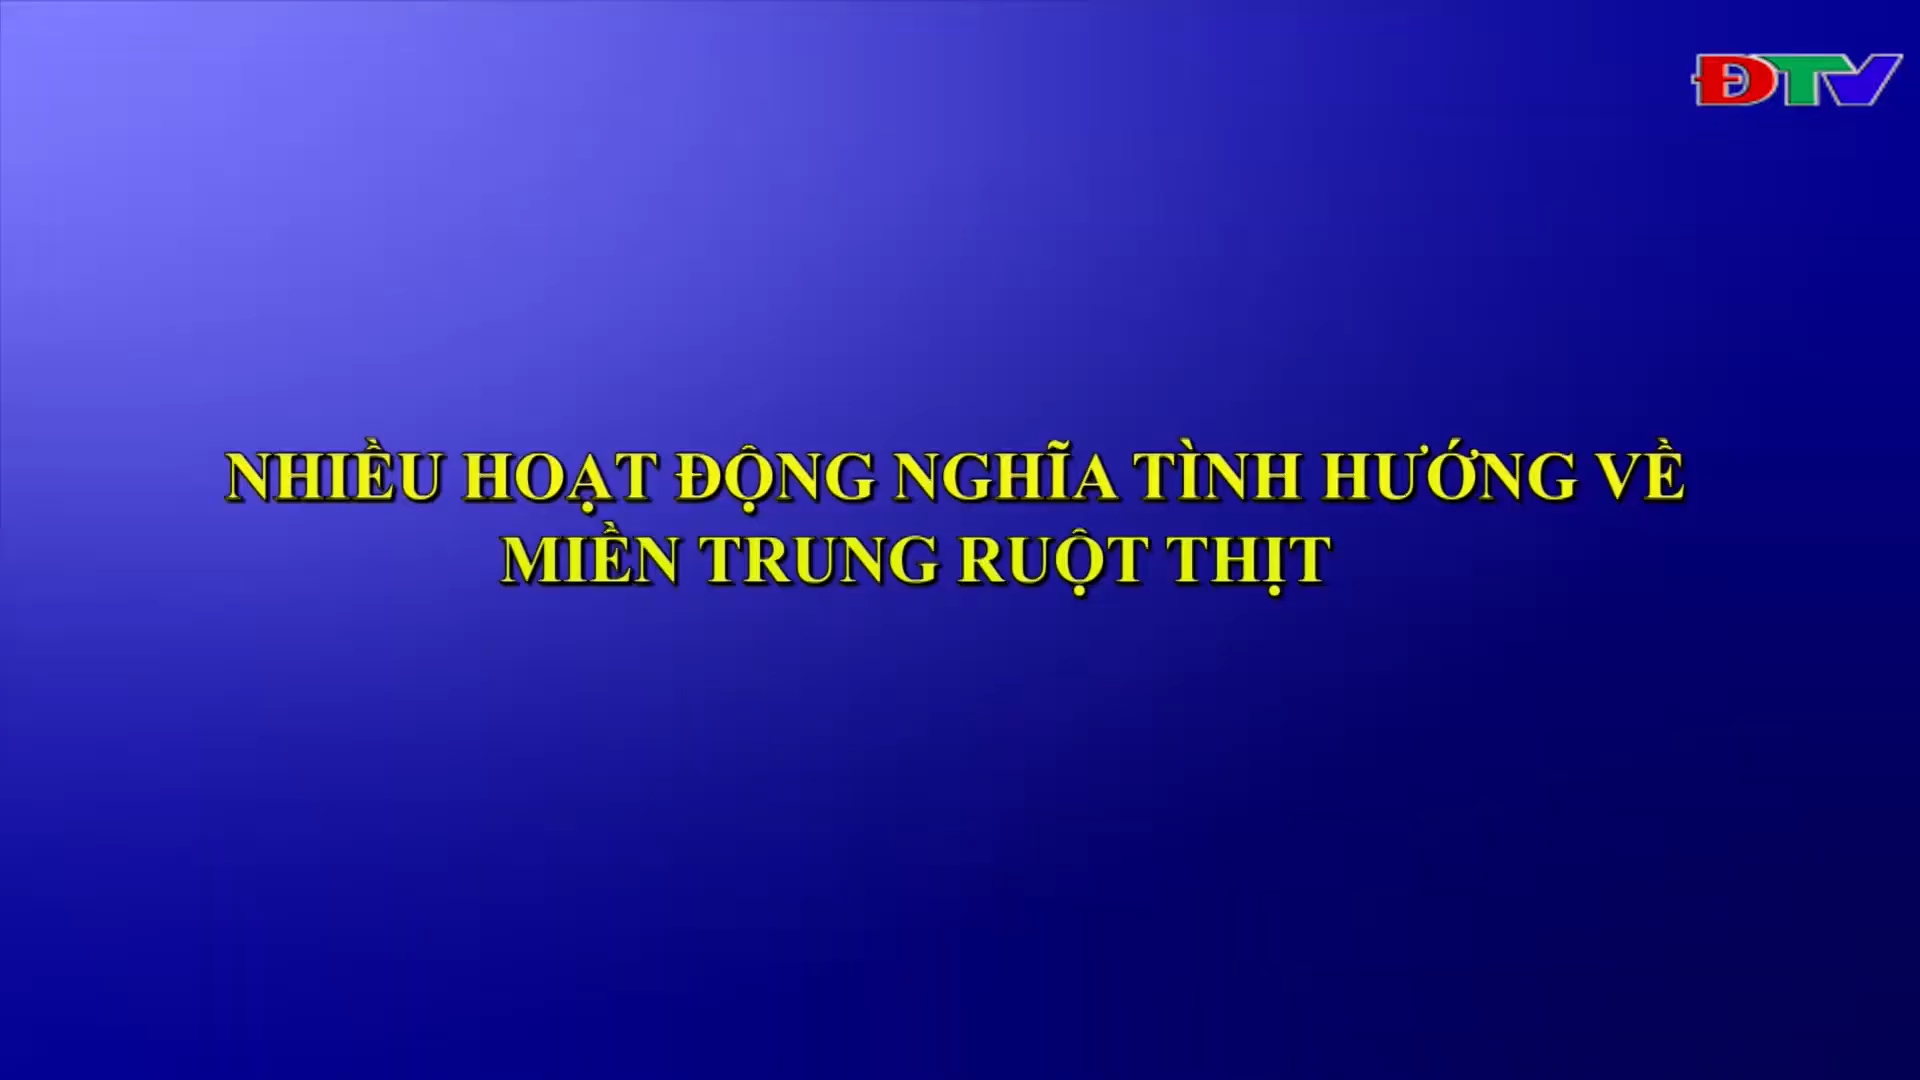 ĐTV
NHIỀU HOẠT ĐỘNG NGHĨA TÌNH HƯỚNG VỀ
MIỀN TRUNG RUỘT THỊT